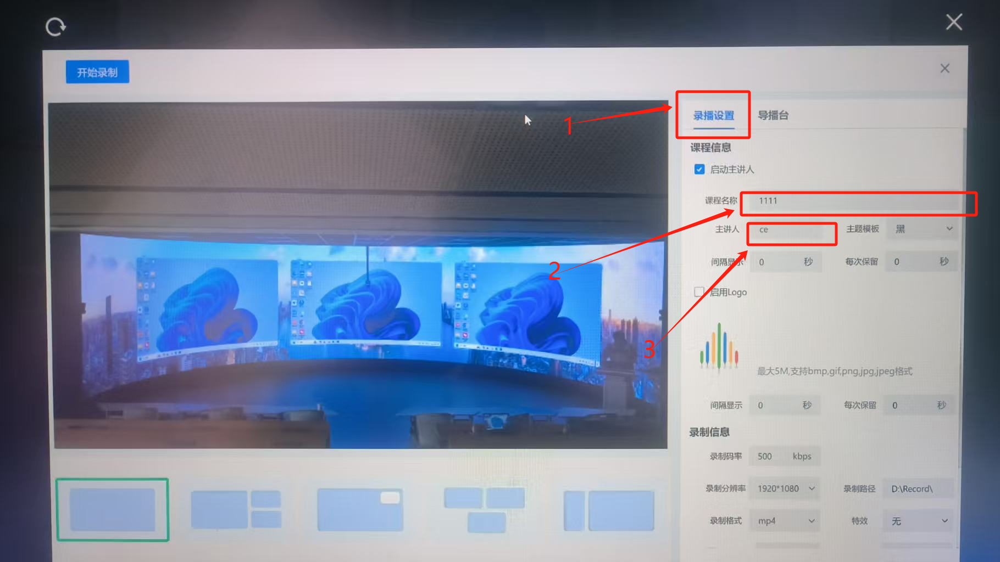 开始录制
1
录播设置 导播台
课程信息
启动主讲人
课程名称 1111
主讲人 ce 主题模板 黑
2
间隔显示 0 秒 每次保留 0 秒
启用Logo
3
最大5M,支持bmp,gif,png,jpg,jpeg格式
间隔显示 0 秒 每次保留 0 秒
录制信息
录制码率 500 kbps
录制分辨率 1920*1080 录制路径 D:\Record\
录制格式 mp4 特效 无